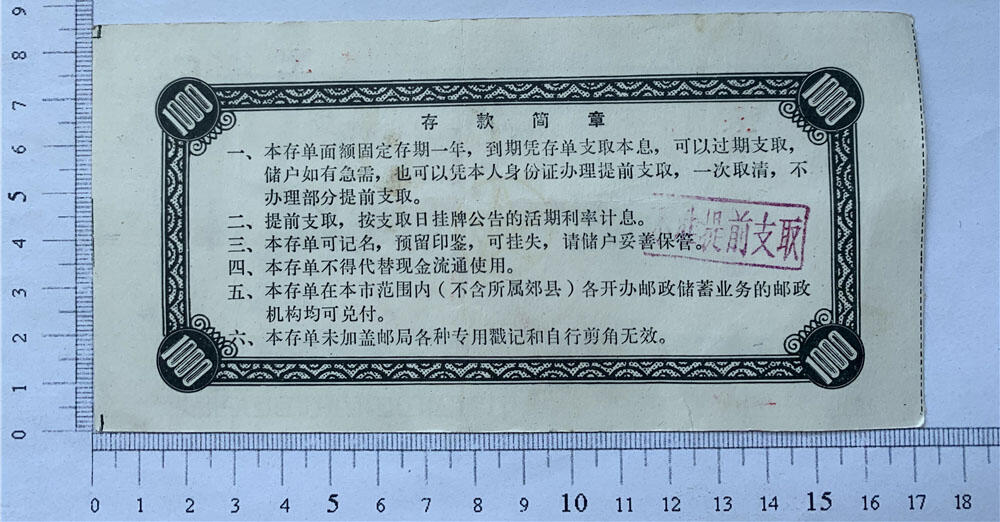 1000 1000
存款简章
一、本存单面额固定存期一年，到期凭存单支取本息，可以过期支取，
储户如有急需，也可以凭本人身份证办理提前支取，一次取清，不
办理部分提前支取。
二、提前支取，按支取日挂牌公告的活期利率计息。
三、本存单可记名，预留印鉴，可挂失，请储户妥善保管。
提前支取
四、本存单不得代替现金流通使用。
五、本存单在本市范围内（不含所属郊县）各开办邮政储蓄业务的邮政
机构均可兑付。
六、本存单未加盖邮局各种专用戳记和自行剪角无效。
1000 1000
9
8
7
6
5
4
3
2
1
0
0 1 2 3 4 5 6 7 8 9 10 11 12 13 14 15 16 17 18